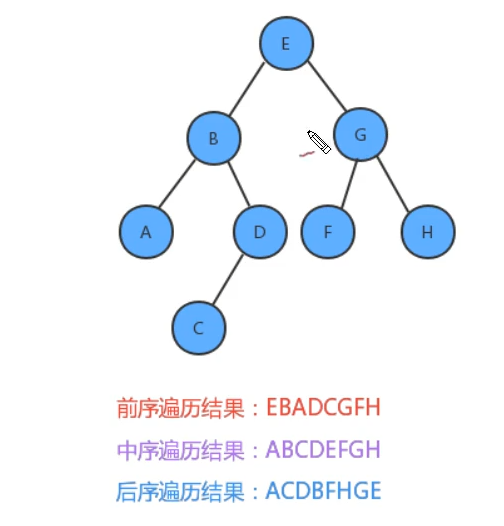 E
B G
A D F H
C
前序遍历结果：EBADCGFH
中序遍历结果：ABCDEFGH
后序遍历结果：ACDBFHGE